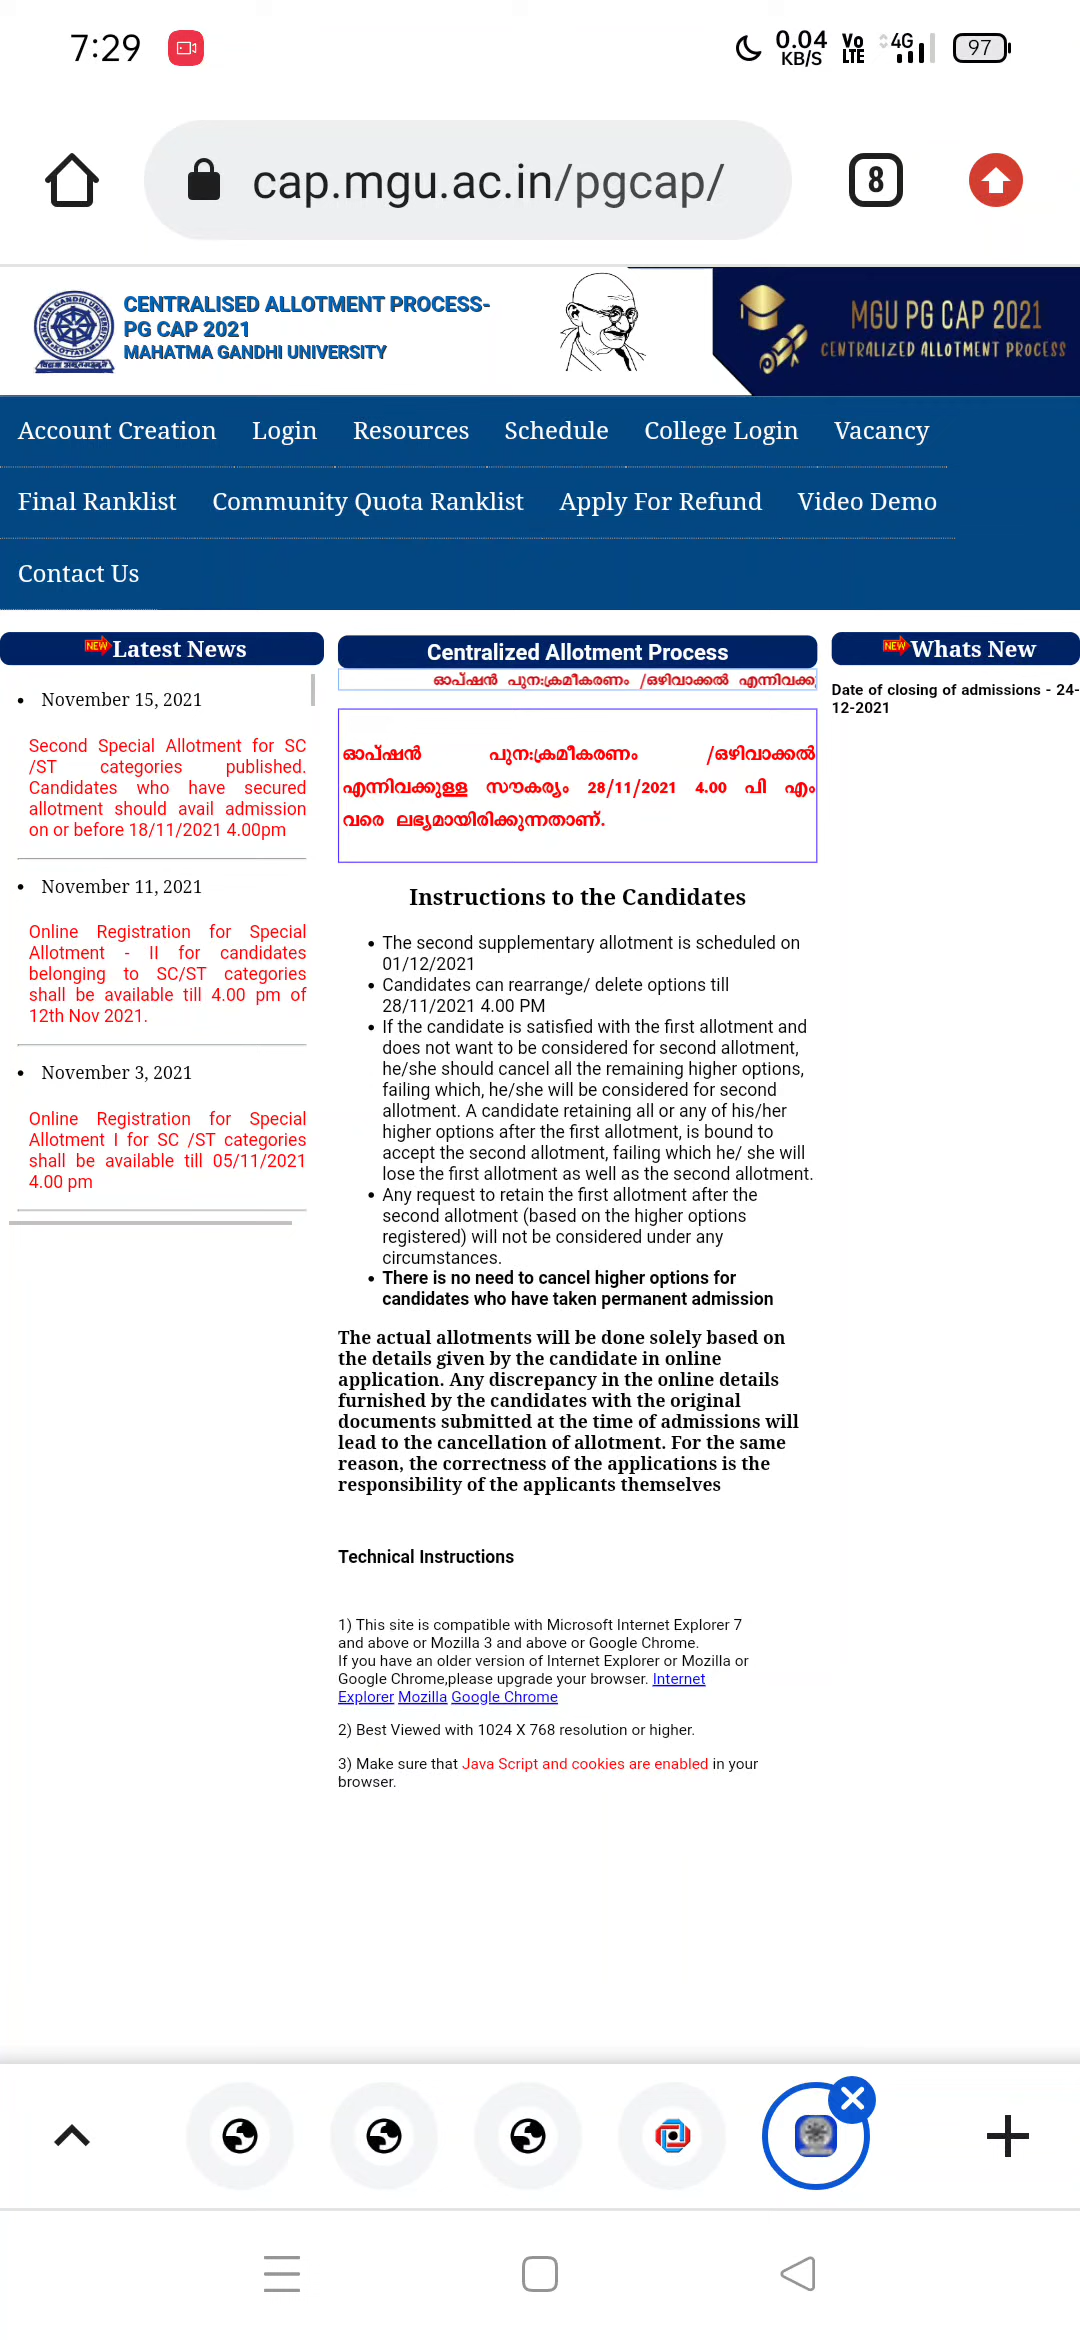 7:29
0.04
KB/S
Vo
LTE
4G
97
cap.mgu.ac.in/pgcap/
8
CENTRALISED ALLOTMENT PROCESS-
PG CAP 2021
MAHATMA GANDHI UNIVERSITY
MGU PG CAP 2021
CENTRALIZED ALLOTMENT PROCESS
Account Creation Login Resources Schedule College Login Vacancy
Final Ranklist Community Quota Ranklist Apply For Refund Video Demo
Contact Us
NEW Latest News
• November 15, 2021
Second Special Allotment for SC
/ST categories published.
Candidates who have secured
allotment should avail admission
on or before 18/11/2021 4.00pm
• November 11, 2021
Online Registration for Special
Allotment - II for candidates
belonging to SC/ST categories
shall be available till 4.00 pm of
12th Nov 2021.
• November 3, 2021
Online Registration for Special
Allotment I for SC /ST categories
shall be available till 05/11/2021
4.00 pm
Centralized Allotment Process
ഓപ്ഷൻ പുന:ക്രമീകരണം /ഒഴിവാക്കൽ
ഓപ്ഷൻ പുന:ക്രമീകരണം /ഒഴിവാക്കൽ
എന്നിവക്കുള്ള സൗകര്യം 28/11/2021 4.00 പി എം
വരെ ലഭ്യമായിരിക്കുന്നതാണ്.
Instructions to the Candidates
• The second supplementary allotment is scheduled on
01/12/2021
• Candidates can rearrange/ delete options till
28/11/2021 4.00 PM
• If the candidate is satisfied with the first allotment and
does not want to be considered for second allotment,
he/she should cancel all the remaining higher options,
failing which, he/she will be considered for second
allotment. A candidate retaining all or any of his/her
higher options after the first allotment, is bound to
accept the second allotment, failing which he/ she will
lose the first allotment as well as the second allotment.
• Any request to retain the first allotment after the
second allotment (based on the higher options
registered) will not be considered under any
circumstances.
• There is no need to cancel higher options for
candidates who have taken permanent admission
The actual allotments will be done solely based on
the details given by the candidate in online
application. Any discrepancy in the online details
furnished by the candidates with the original
documents submitted at the time of admissions will
lead to the cancellation of allotment. For the same
reason, the correctness of the applications is the
responsibility of the applicants themselves
Technical Instructions
1) This site is compatible with Microsoft Internet Explorer 7
and above or Mozilla 3 and above or Google Chrome.
If you have an older version of Internet Explorer or Mozilla or
Google Chrome,please upgrade your browser. Internet
Explorer Mozilla Google Chrome
2) Best Viewed with 1024 X 768 resolution or higher.
3) Make sure that Java Script and cookies are enabled in your
browser.
NEW Whats New
Date of closing of admissions - 24-
12-2021